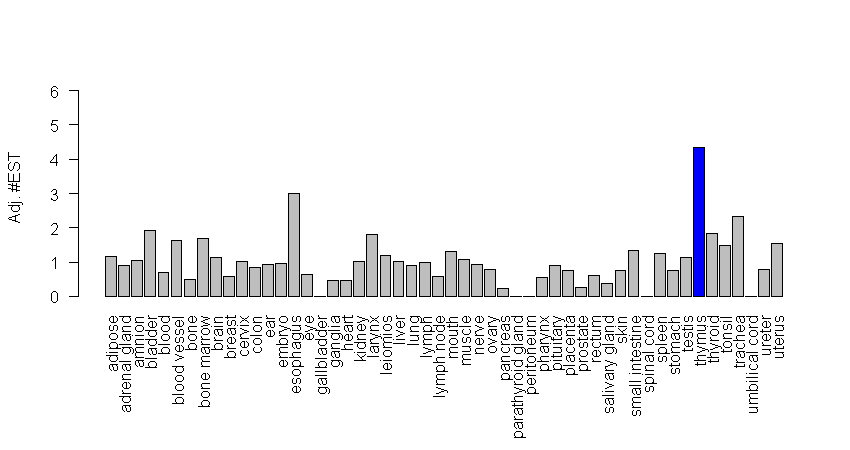 Adj. #EST
6
5
4
3
2
1
0
adipose
adrenal gland
amnion
bladder
blood
blood vessel
bone
bone marrow
brain
breast
cervix
colon
ear
embryo
esophagus
eye
gallbladder
ganglia
heart
kidney
larynx
leiomios
liver
lung
lymph
lymph node
mouth
muscle
nerve
ovary
pancreas
parathyroid gland
peritoneum
pharynx
pituitary
placenta
prostate
rectum
salivary gland
skin
small intestine
spinal cord
spleen
stomach
testis
thymus
thyroid
tonsil
trachea
umbilical cord
ureter
uterus